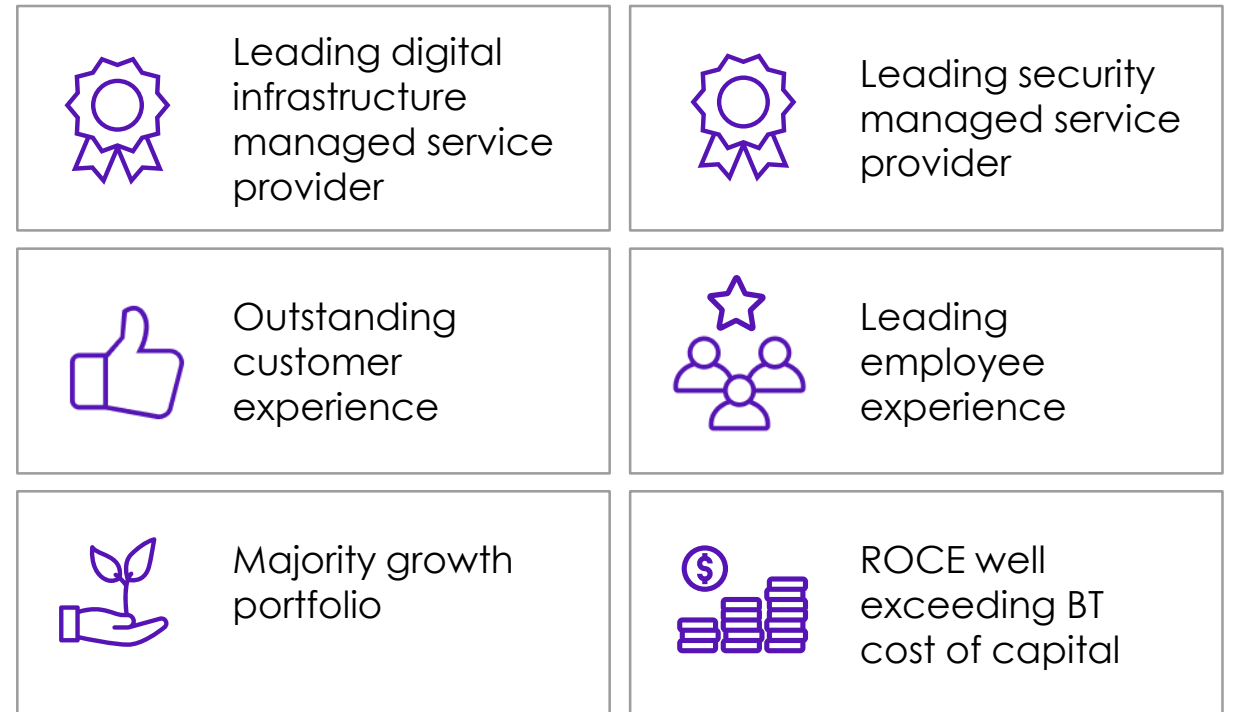 Leading digital
infrastructure
managed service
provider
Leading security
managed service
provider
Outstanding
customer
experience
Leading
employee
experience
Majority growth
portfolio
$
ROCE well
exceeding BT
cost of capital